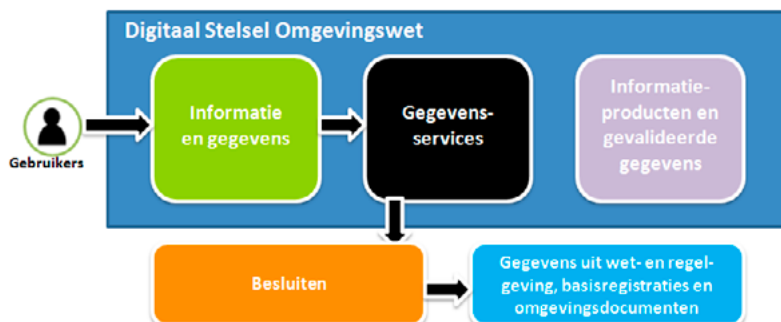 Digitaal Stelsel Omgevingswet
Gebruikers
Informatie
en gegevens
Gegevens-
services
Informatie-
producten en
gevalideerde
gegevens
Besluiten
Gegevens uit wet- en regel-
geving, basisregistraties en
omgevingsdocumenten